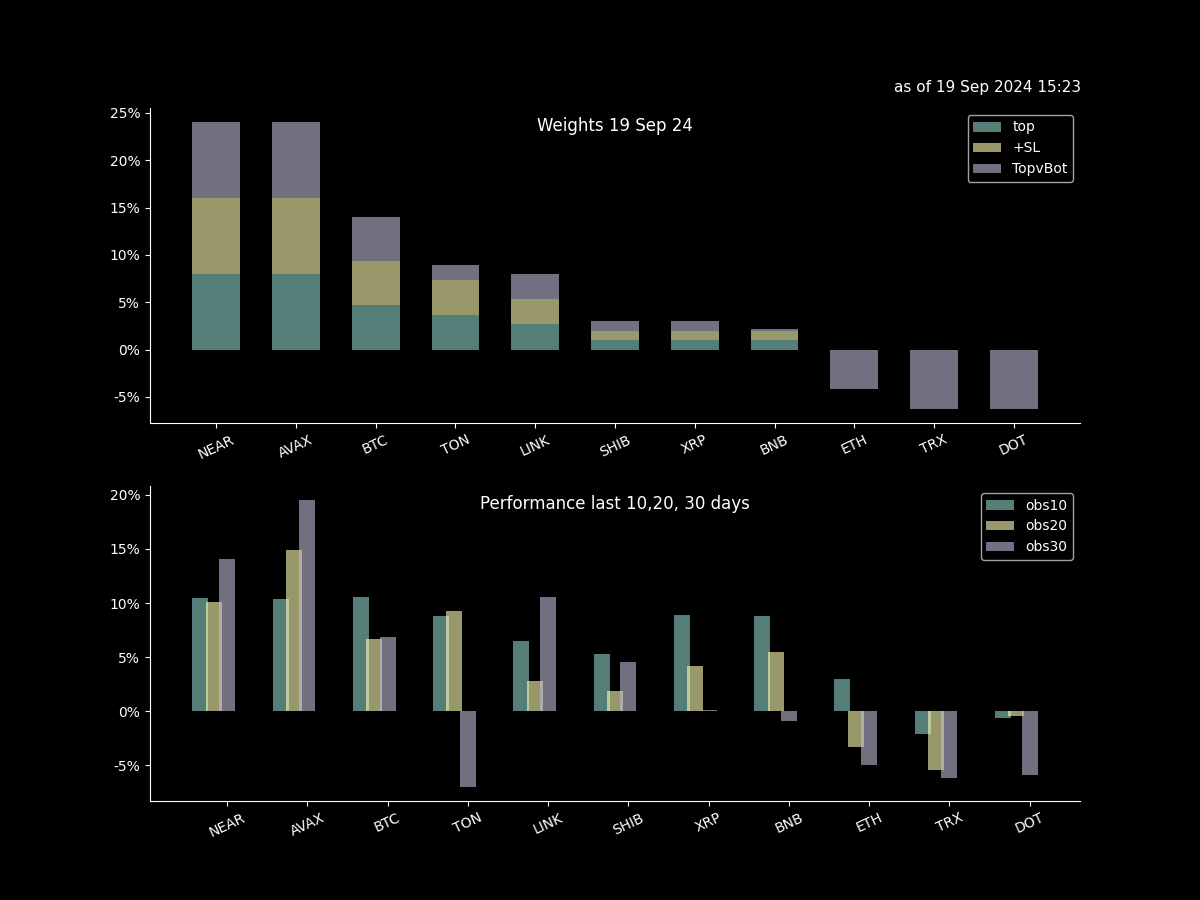 as of 19 Sep 2024 15:23
Weights 19 Sep 24
top
+SL
TopvBot
25%
20%
15%
10%
5%
0%
-5%
NEAR AVAX BTC TON LINK SHIB XRP BNB ETH TRX DOT
Performance last 10,20, 30 days
obs10
obs20
obs30
20%
15%
10%
5%
0%
-5%
NEAR AVAX BTC TON LINK SHIB XRP BNB ETH TRX DOT